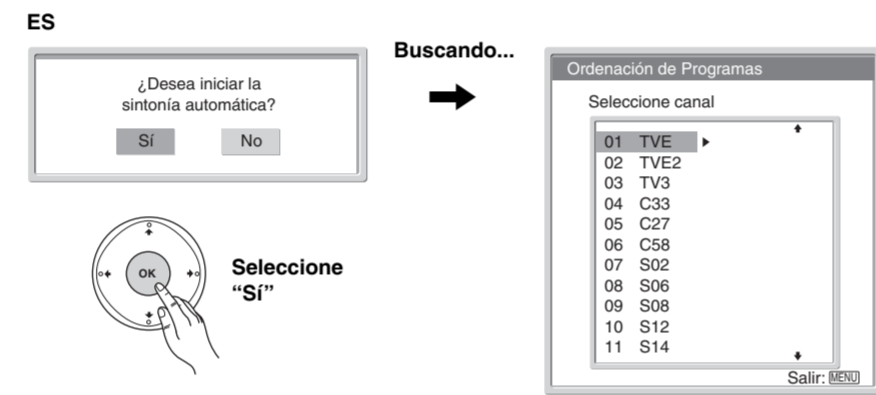 ES
¿Desea iniciar la
sintonía automática?
Sí No
OK
Seleccione
“Sí”
Buscando...
Ordenación de Programas
Seleccione canal
01 TVE
02 TVE2
03 TV3
04 C33
05 C27
06 C58
07 S02
08 S06
09 S08
10 S12
11 S14
Salir: MENU